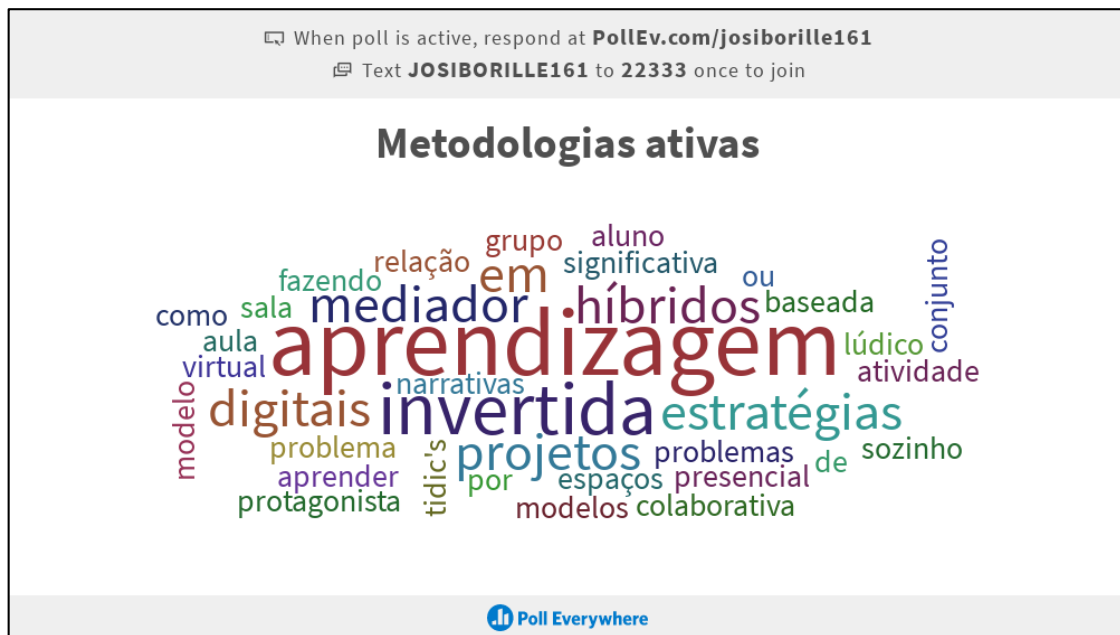 When poll is active, respond at PollEv.com/josiborille161
Text JOSIBORILLE161 to 22333 once to join
Metodologias ativas
grupo
aluno
relação
em
significativa
conjunto
fazendo
ou
mediador
híbridos
baseada
como
sala
aprendizagem
aula
lúdico
virtual
narrativas
atividade
modelo
digitais
invertida
estratégias
problema
tidic's
projetos
problemas
de
sozinho
aprender
por
espaços
presencial
protagonista
modelos
colaborativa
Poll Everywhere